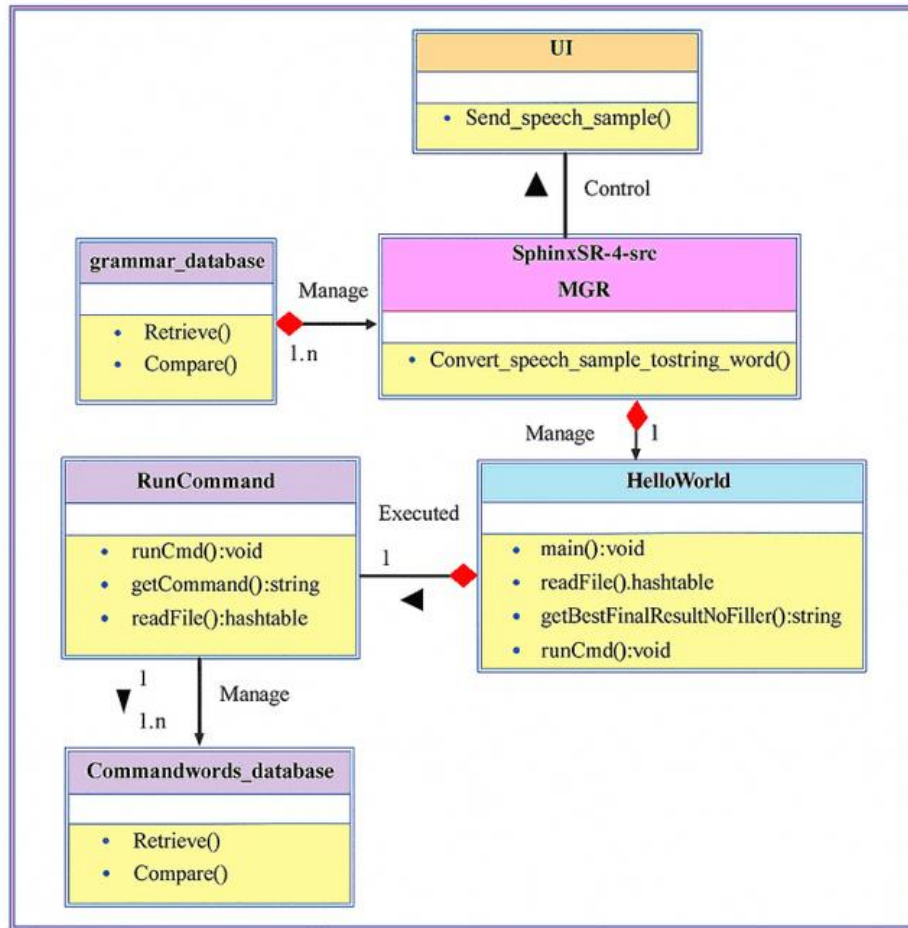 UI
• Send_speech_sample()
Control
grammar_database
• Retrieve()
• Compare()
Manage
1.n
SphinxSR-4-src
MGR
• Convert_speech_sample_tostring_word()
Manage
1
RunCommand
• runCmd():void
• getCommand():string
• readFile():hashtable
Executed
1
HelloWorld
• main():void
• readFile().hashtable
• getBestFinalResultNoFiller():string
• runCmd():void
1
Manage
1.n
Commandwords_database
• Retrieve()
• Compare()